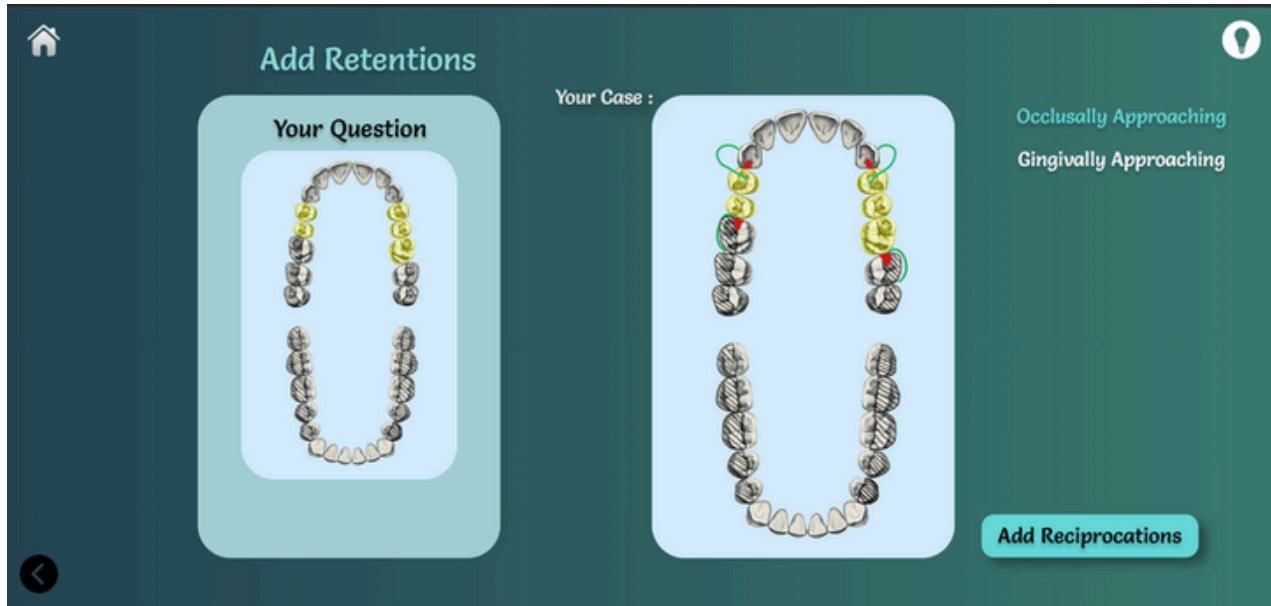 Add Retentions
Your Question
Your Case :
Occlusally Approaching
Gingivally Approaching
Add Reciprocations